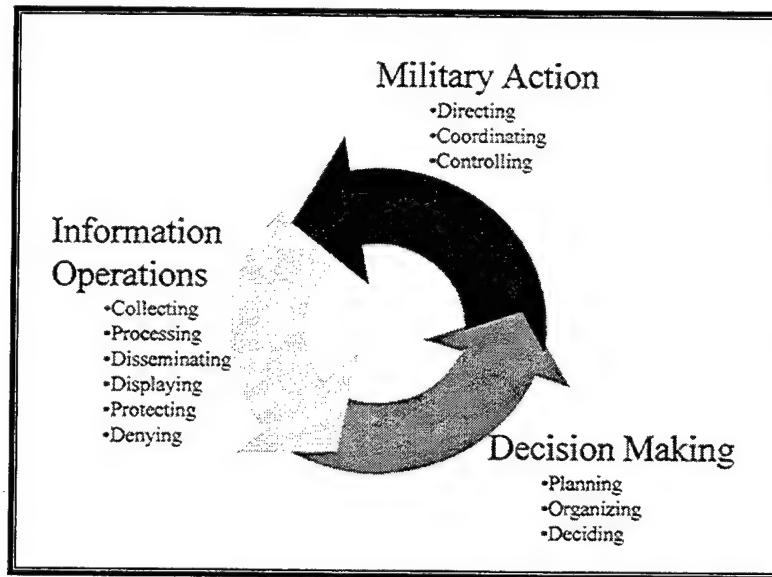 Military Action
•Directing
•Coordinating
•Controlling
Information
Operations
•Collecting
•Processing
•Disseminating
•Displaying
•Protecting
•Denying
Decision Making
•Planning
•Organizing
•Deciding